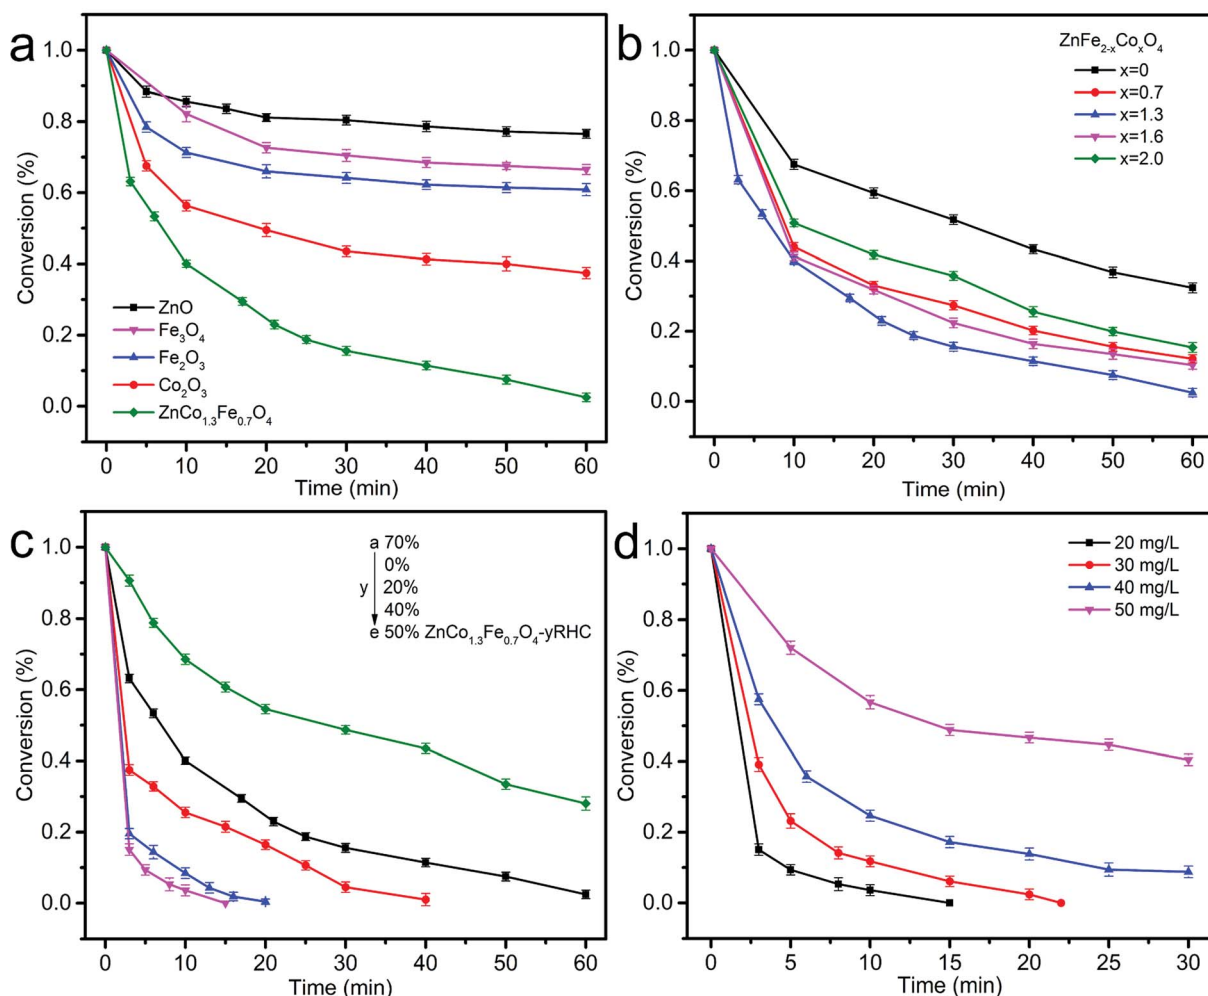 a
Conversion (%)
1.0
0.8
0.6
0.4
0.2
0.0
ZnO
Fe3O4
Fe2O3
Co2O3
ZnCo1.3Fe0.7O4
0 10 20 30 40 50 60
Time (min)
b
Conversion (%)
1.0
0.8
0.6
0.4
0.2
0.0
ZnFe2-xCoxO4
x=0
x=0.7
x=1.3
x=1.6
x=2.0
0 10 20 30 40 50 60
Time (min)
c
Conversion (%)
1.0
0.8
0.6
0.4
0.2
0.0
a 70%
0%
y 20%
40%
e 50% ZnCo1.3Fe0.7O4-yRHC
0 10 20 30 40 50 60
Time (min)
d
Conversion (%)
1.0
0.8
0.6
0.4
0.2
0.0
20 mg/L
30 mg/L
40 mg/L
50 mg/L
0 5 10 15 20 25 30
Time (min)